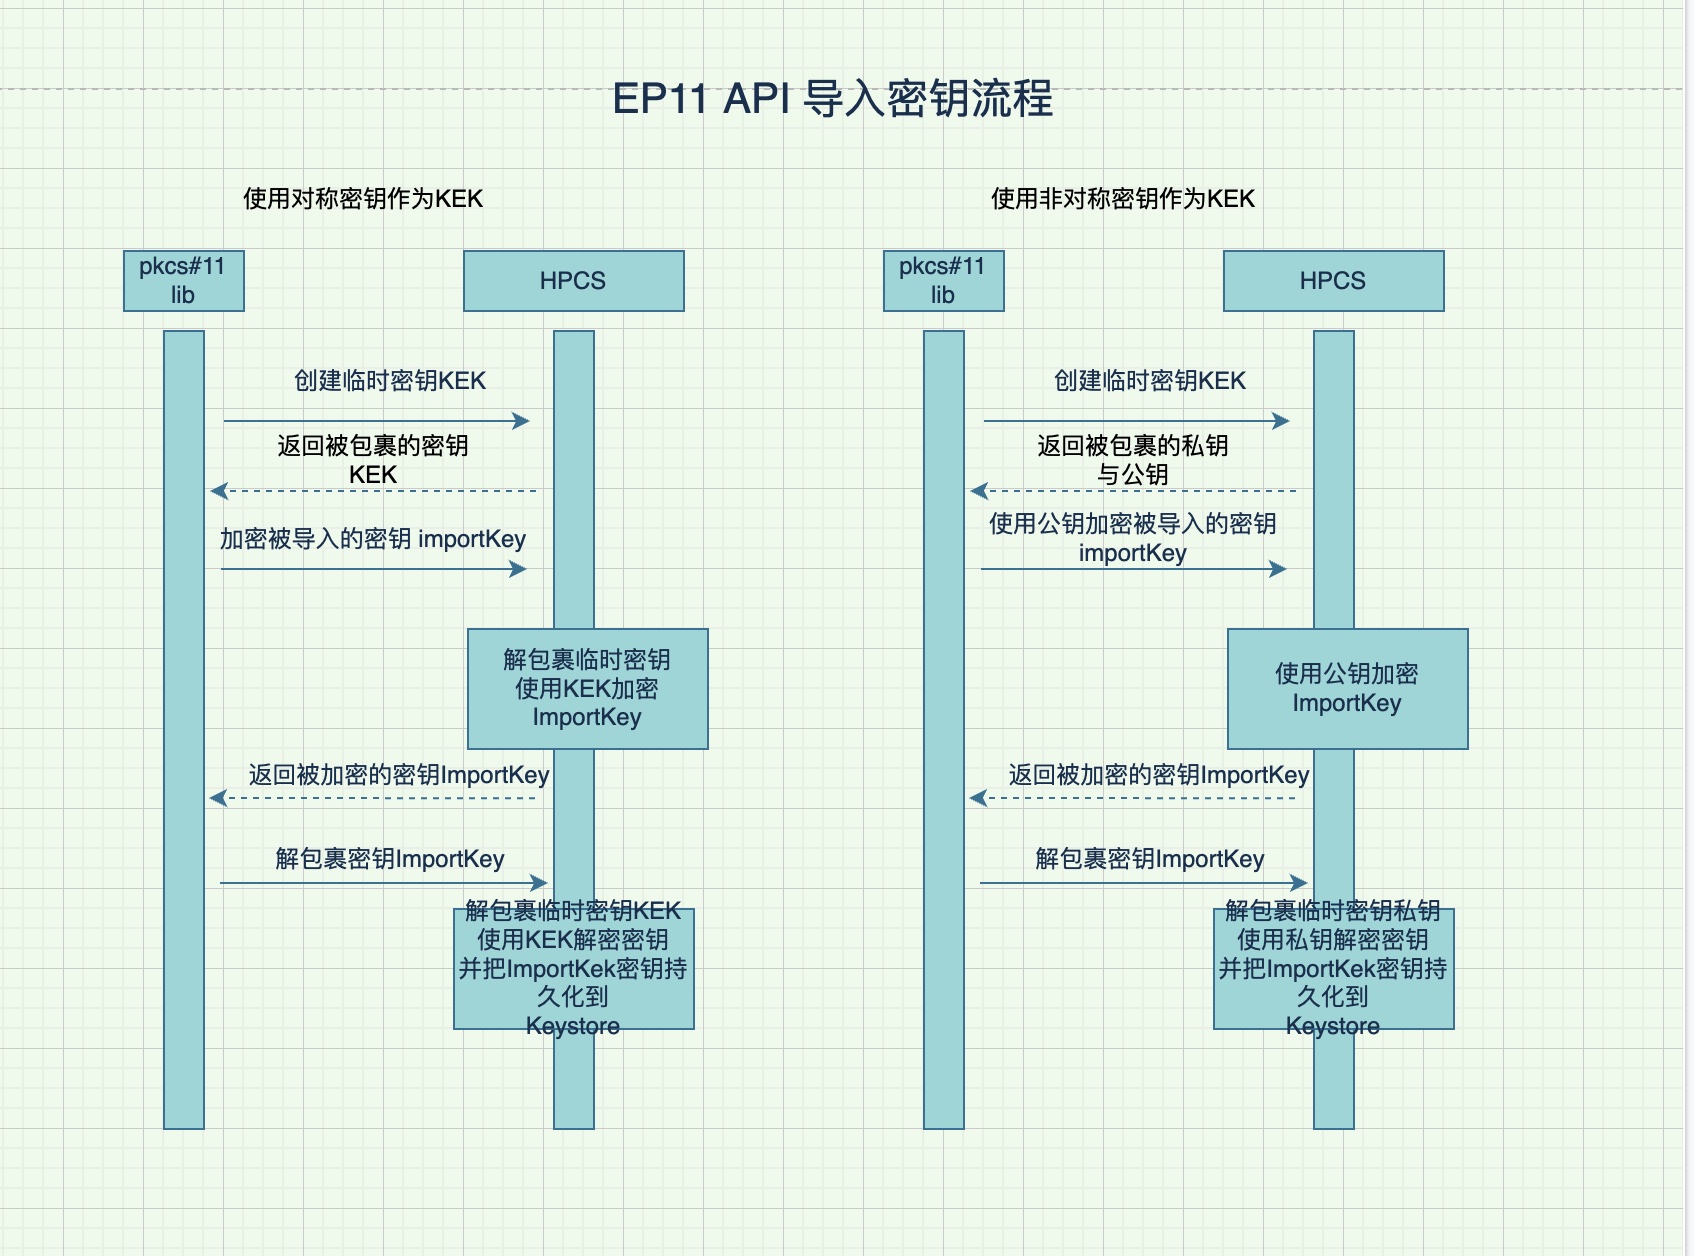 EP11 API 导入密钥流程
使用对称密钥作为KEK
pkcs#11
lib
HPCS
创建临时密钥KEK
返回被包裹的密钥
KEK
加密被导入的密钥 importKey
解包裹临时密钥
使用KEK加密
ImportKey
返回被加密的密钥ImportKey
解包裹密钥ImportKey
解包裹临时密钥KEK
使用KEK解密密钥
并把ImportKek密钥持
久化到
Keystore
使用非对称密钥作为KEK
pkcs#11
lib
HPCS
创建临时密钥KEK
返回被包裹的私钥
与公钥
使用公钥加密被导入的密钥
importKey
使用公钥加密
ImportKey
返回被加密的密钥ImportKey
解包裹密钥ImportKey
解包裹临时密钥私钥
使用私钥解密密钥
并把ImportKek密钥持
久化到
Keystore